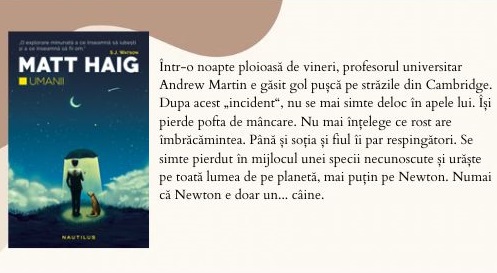 „O explorare minunată a ce înseamnă să iubești
și a ce înseamnă să fii om.”
S.J. Watson
MATT HAIG
UMANII
NAUTILUS
Într-o noapte ploioasă de vineri, profesorul universitar
Andrew Martin e găsit gol pușcă pe străzile din Cambridge.
Dupa acest „incident“, nu se mai simte deloc în apele lui. Își
pierde pofta de mâncare. Nu mai înțelege ce rost are
îmbrăcămintea. Până și soția și fiul îi par respingători. Se
simte pierdut în mijlocul unei specii necunoscute și urăște
pe toată lumea de pe planetă, mai puțin pe Newton. Numai
că Newton e doar un... câine.